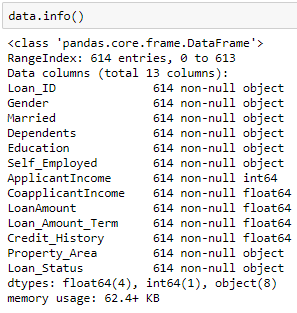 data.info()
<class 'pandas.core.frame.DataFrame'>
RangeIndex: 614 entries, 0 to 613
Data columns (total 13 columns):
Loan_ID              614 non-null object
Gender               614 non-null object
Married              614 non-null object
Dependents           614 non-null object
Education            614 non-null object
Self_Employed        614 non-null object
ApplicantIncome      614 non-null int64
CoapplicantIncome    614 non-null float64
LoanAmount           614 non-null float64
Loan_Amount_Term     614 non-null float64
Credit_History       614 non-null float64
Property_Area        614 non-null object
Loan_Status          614 non-null object
dtypes: float64(4), int64(1), object(8)
memory usage: 62.4+ KB